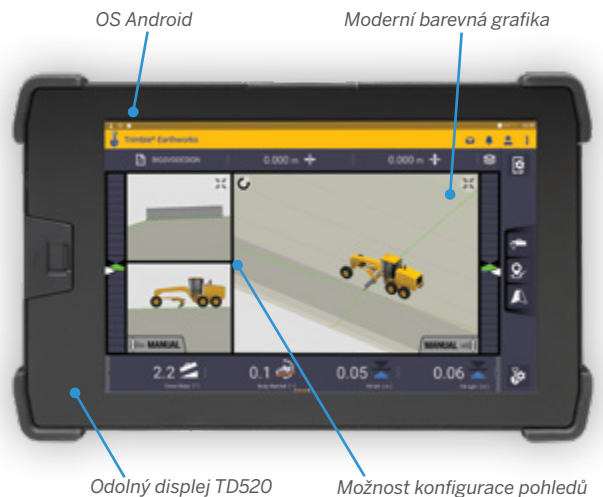 OS Android
Moderní barevná grafika
Trimble® Earthworks
0.000 m
0.000 m
MANUAL
MANUAL
2.2
0.1
0.05
0.06
Odolný displej TD520
Možnost konfigurace pohledů